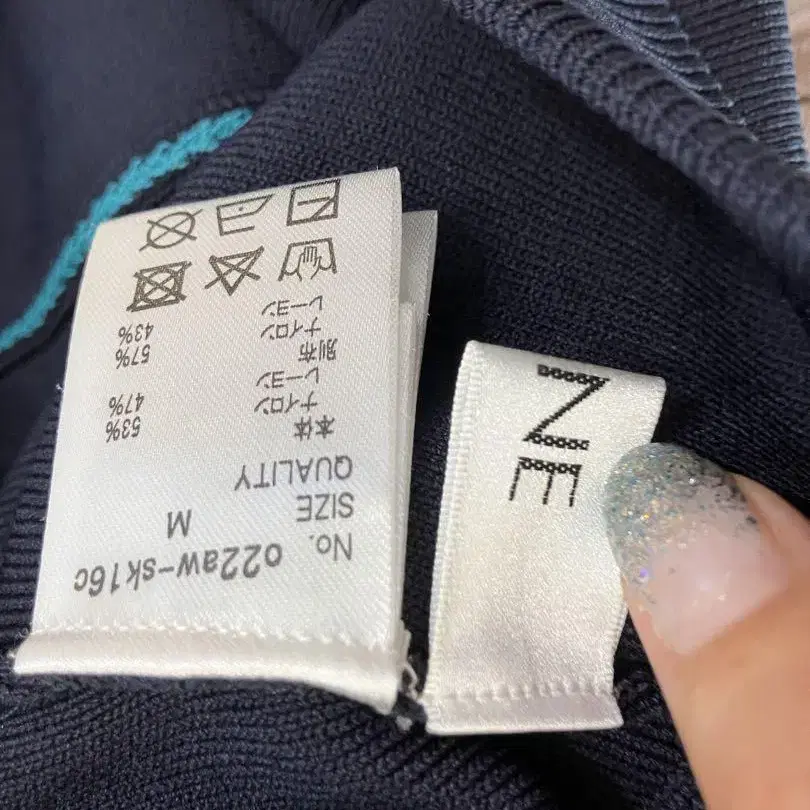 No. o22aw-sk16c
SIZE M
QUALITY
本体 53%
ナイロン 47%
レーヨン
別布 57%
ナイロン 43%
レーヨン
NE